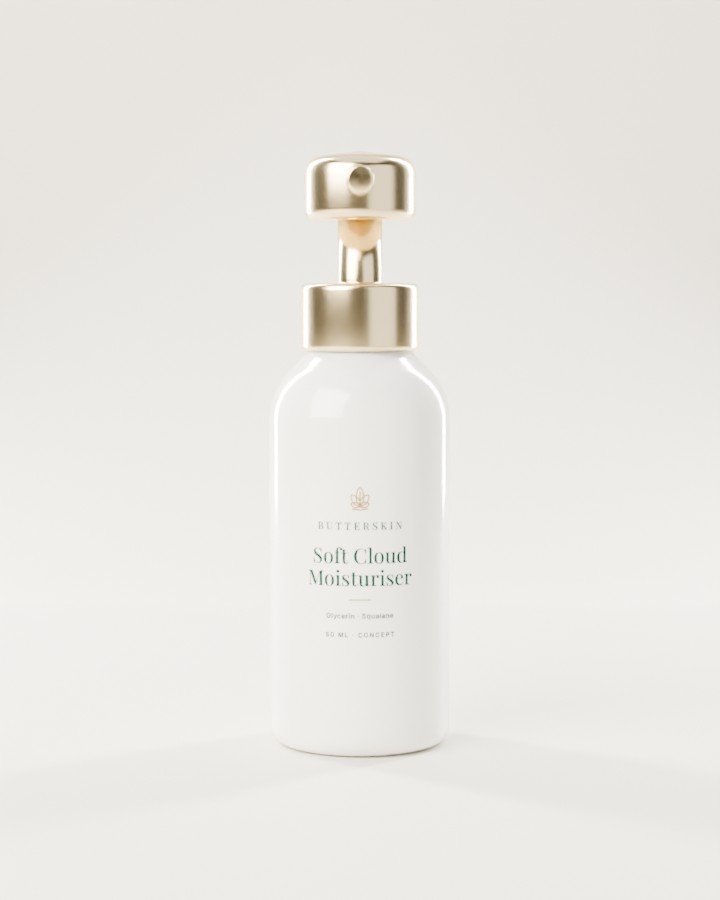 BUTTERSKIN
Soft Cloud
Moisturiser
Glycerin · Squalane
50 ML · CONCEPT